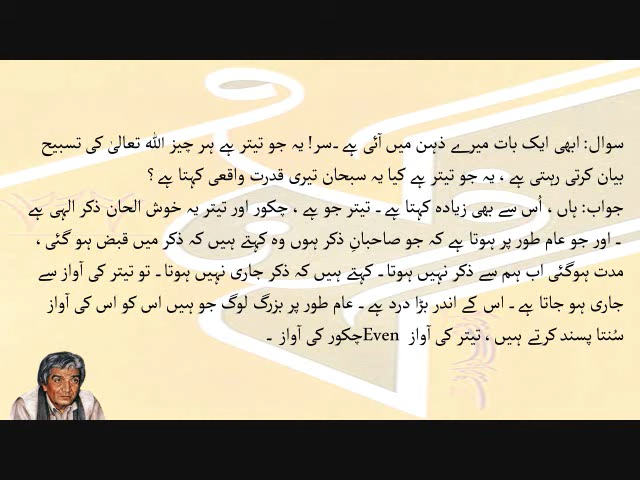 سوال: ابھی ایک بات میرے ذہن میں آئی ہے ۔سر! یہ جو تیتر ہے ہر چیز اللہ تعالیٰ کی تسبیح
بیان کرتی رہتی ہے ، یہ جو تیتر ہے کیا یہ سبحان تیری قدرت واقعی کہتا ہے ؟
جواب: ہاں ، اُس سے بھی زیادہ کہتا ہے ۔ تیتر جو ہے ، چکور اور تیتر یہ خوش الحان ذکر الٰہی ہے
۔ اور جو عام طور پر ہوتا ہے کہ جو صاحبانِ ذکر ہوں وہ کہتے ہیں کہ ذکر میں قبض ہو گئی ،
مدت ہوگئی اب ہم سے ذکر نہیں ہوتا ۔ کہتے ہیں کہ ذکر جاری نہیں ہوتا ۔ تو تیتر کی آواز سے
جاری ہو جاتا ہے ۔ اس کے اندر بڑا درد ہے ۔ عام طور پر بزرگ لوگ جو ہیں اس کو اس کی آواز
سُنتا پسند کرتے ہیں ، تیتر کی آواز Even چکور کی آواز ۔